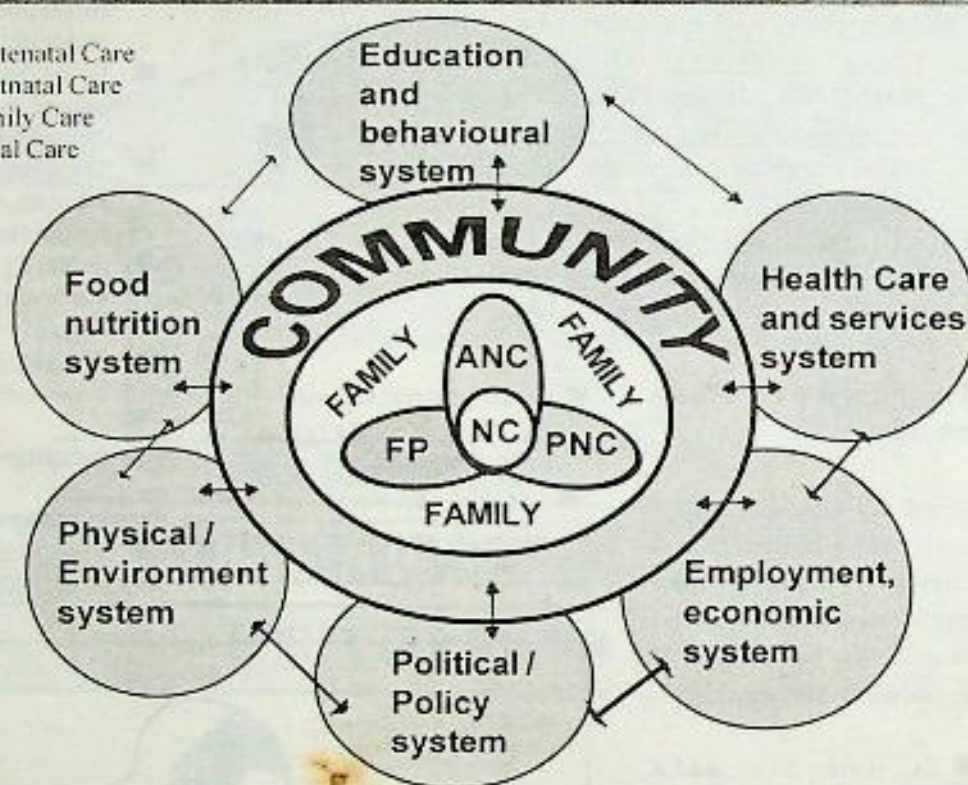 tenatal Care
tnatal Care
ily Care
al Care
Education
and
behavioural
system
COMMUNITY
Food
nutrition
system
Health Care
and services
system
FAMILY
FAMILY
ANC
NC
FP
PNC
FAMILY
Physical /
Environment
system
Employment,
economic
system
Political /
Policy
system